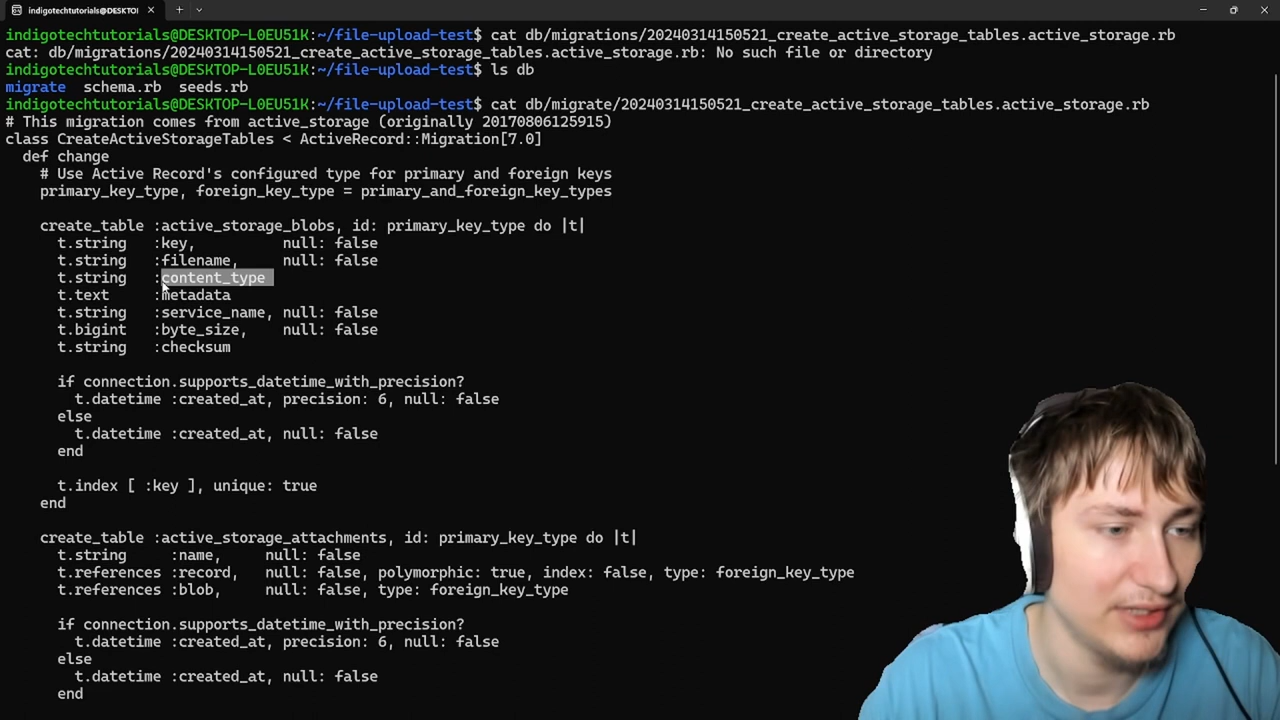 indigotechtutorials@DESKTOP-L0EU51K:
indigotechtutorials@DESKTOP-L0EU51K:~/file-upload-test$ cat db/migrations/20240314150521_create_active_storage_tables.active_storage.rb
cat: db/migrations/20240314150521_create_active_storage_tables.active_storage.rb: No such file or directory
indigotechtutorials@DESKTOP-L0EU51K:~/file-upload-test$ ls db
migrate  schema.rb  seeds.rb
indigotechtutorials@DESKTOP-L0EU51K:~/file-upload-test$ cat db/migrate/20240314150521_create_active_storage_tables.active_storage.rb
# This migration comes from active_storage (originally 20170806125915)
class CreateActiveStorageTables < ActiveRecord::Migration[7.0]
  def change
    # Use Active Record's configured type for primary and foreign keys
    primary_key_type, foreign_key_type = primary_and_foreign_key_types
    create_table :active_storage_blobs, id: primary_key_type do |t|
      t.string   :key,          null: false
      t.string   :filename,     null: false
      t.string   :content_type
      t.text     :metadata
      t.string   :service_name, null: false
      t.bigint   :byte_size,    null: false
      t.string   :checksum
      if connection.supports_datetime_with_precision?
        t.datetime :created_at, precision: 6, null: false
      else
        t.datetime :created_at, null: false
      end
      t.index [ :key ], unique: true
    end
    create_table :active_storage_attachments, id: primary_key_type do |t|
      t.string     :name,     null: false
      t.references :record,   null: false, polymorphic: true, index: false, type: foreign_key_type
      t.references :blob,     null: false, type: foreign_key_type
      if connection.supports_datetime_with_precision?
        t.datetime :created_at, precision: 6, null: false
      else
        t.datetime :created_at, null: false
      end